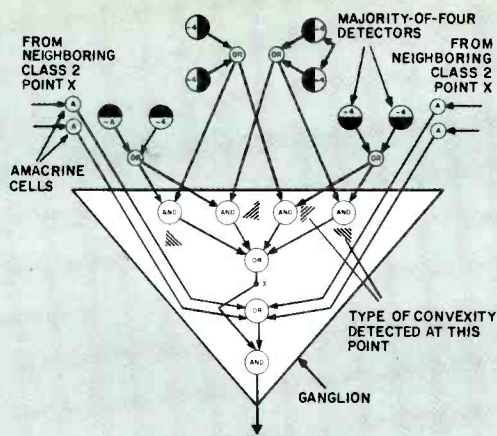 MAJORITY-OF-FOUR
DETECTORS
FROM
NEIGHBORING
CLASS 2
POINT X
FROM
NEIGHBORING
CLASS 2
POINT X
-4
-4
-4
-4
OR
OR
A
A
A
A
-4
-4
-4
-4
OR
OR
AMACRINE
CELLS
AND
AND
AND
AND
OR
X
OR
AND
TYPE OF CONVEXITY
DETECTED AT THIS
POINT
GANGLION